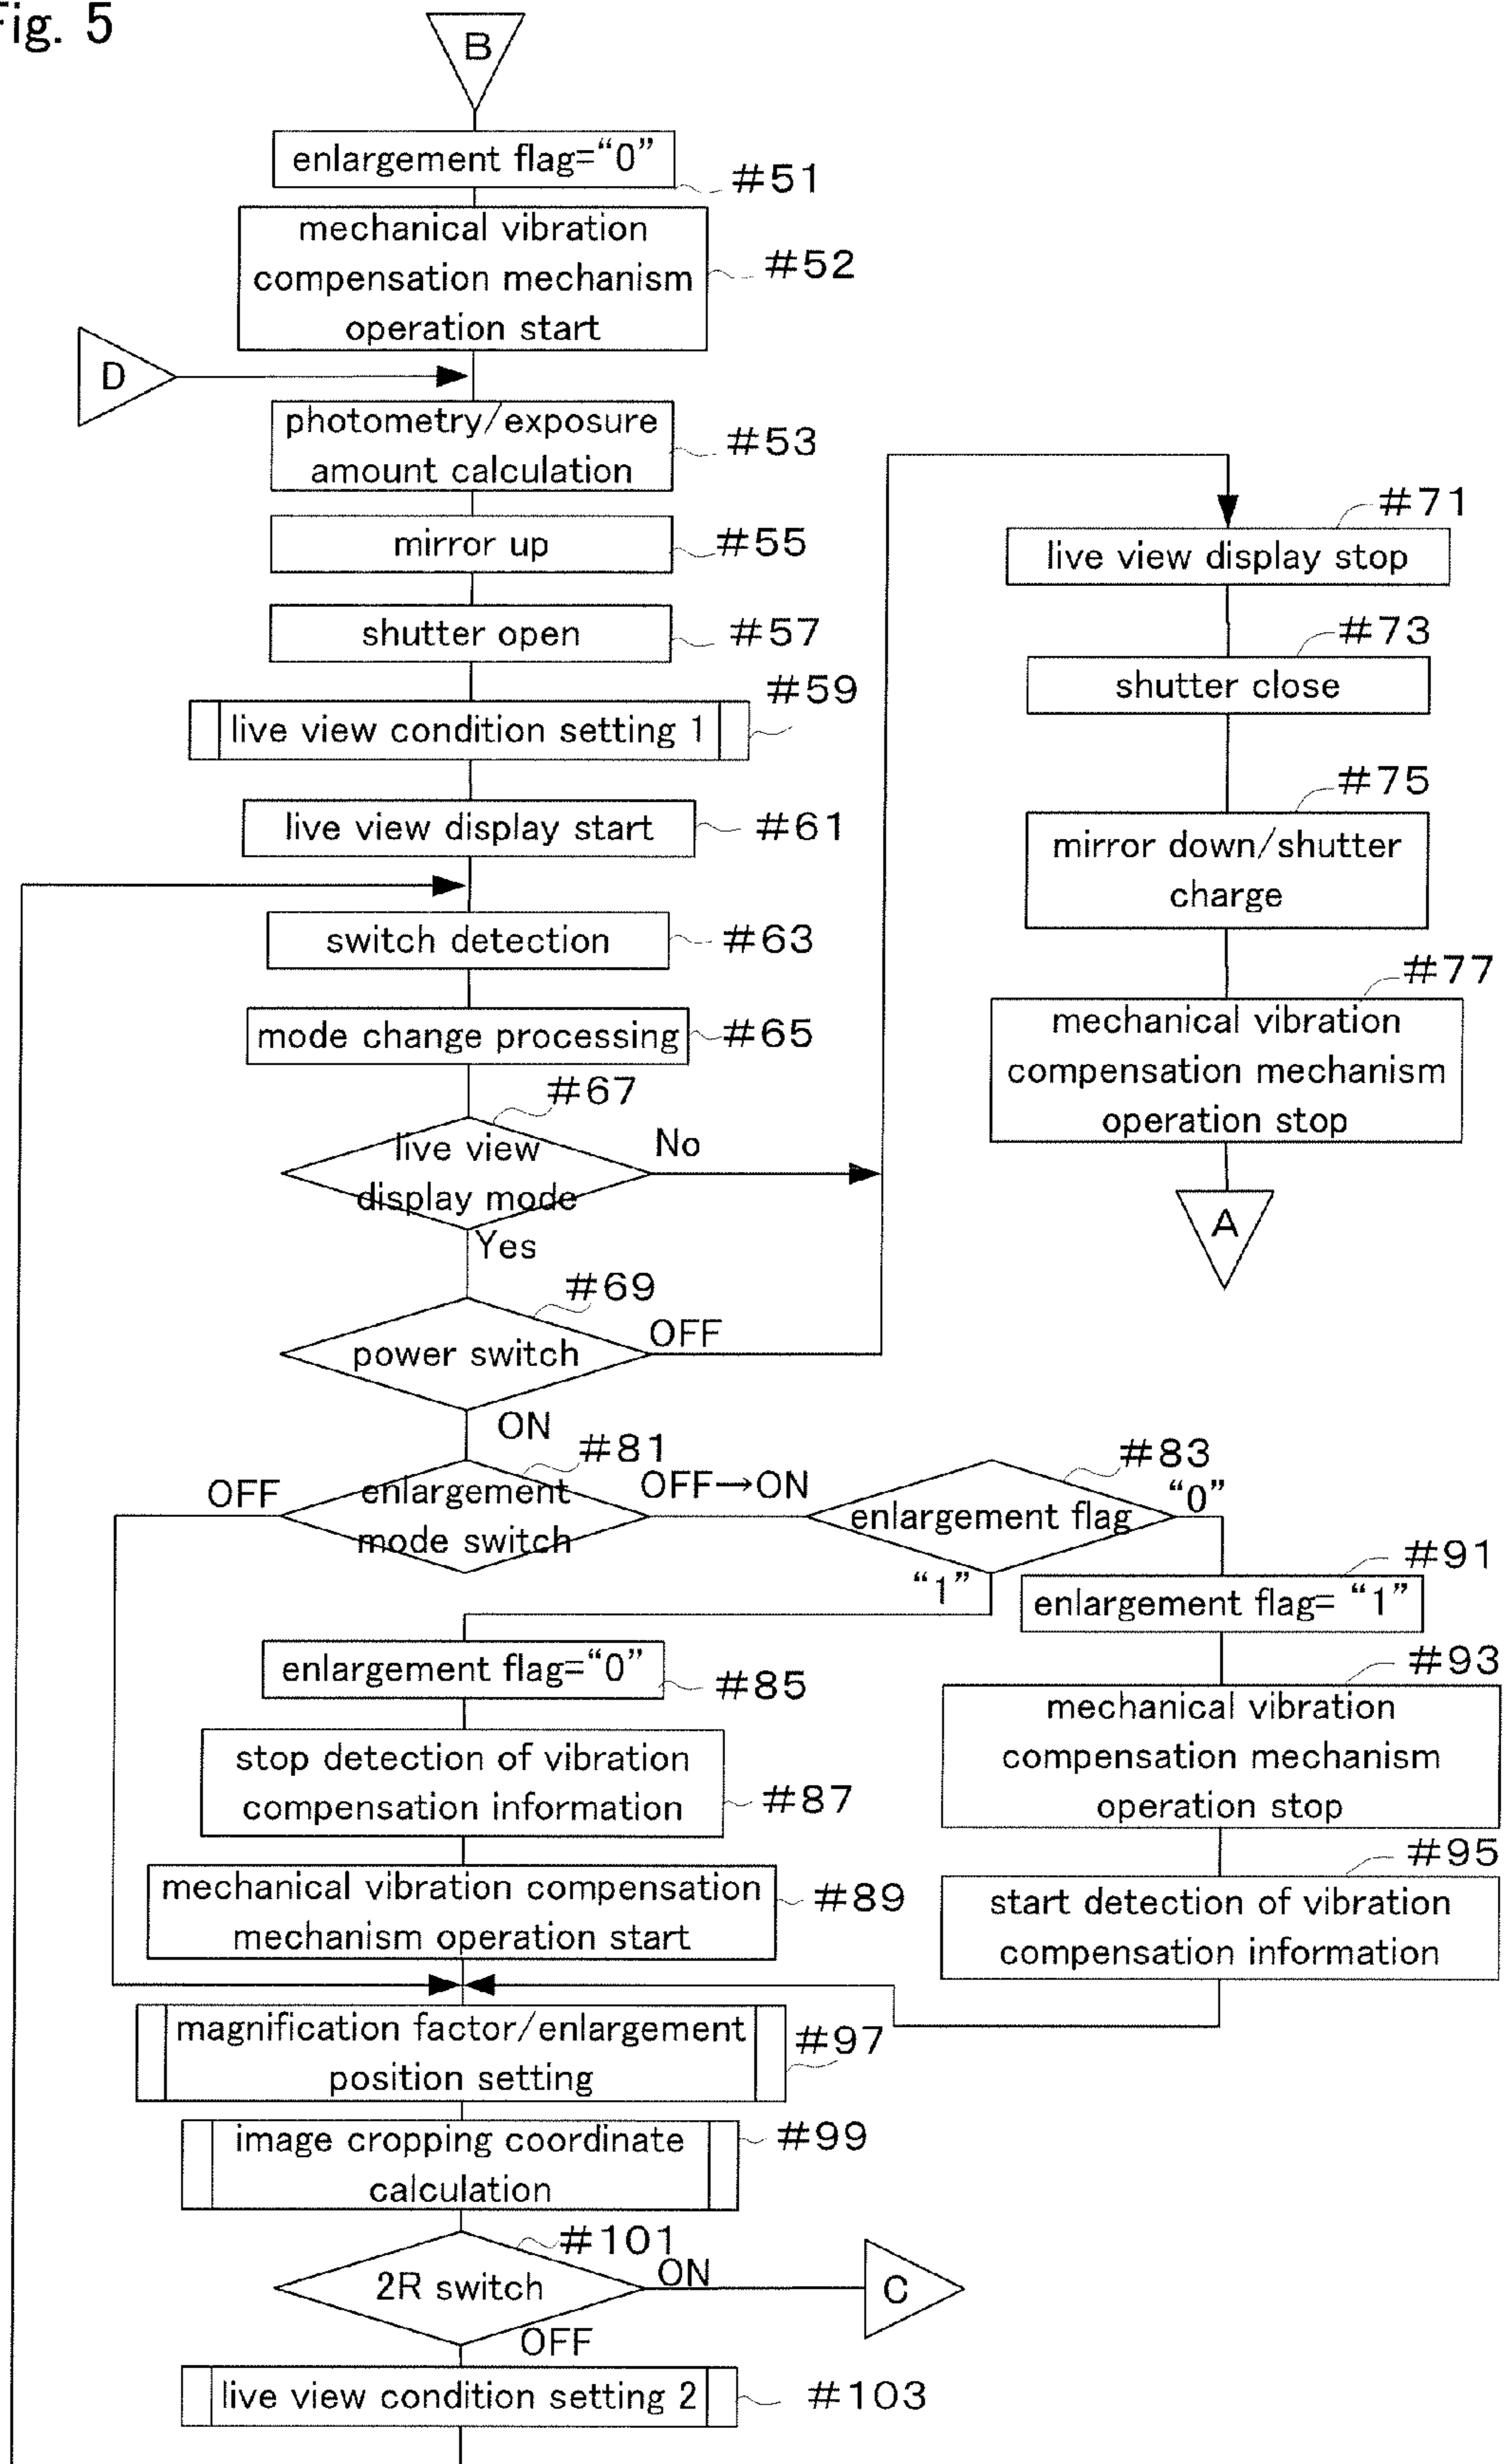 Fig. 5
B
enlargement flag=“0”
#51
mechanical vibration
compensation mechanism
operation start
#52
D
photometry/exposure
amount calculation
#53
mirror up
#55
shutter open
#57
live view condition setting 1
#59
live view display start
#61
switch detection
#63
mode change processing
#65
#67
live view
display mode
No
Yes
#69
power switch
OFF
ON
#71
live view display stop
#73
shutter close
#75
mirror down/shutter
charge
#77
mechanical vibration
compensation mechanism
operation stop
A
#81
enlargement
mode switch
OFF
OFF→ON
#83
enlargement flag
“0”
“1”
enlargement flag=“0”
#85
stop detection of vibration
compensation information
#87
mechanical vibration compensation
mechanism operation start
#89
#91
enlargement flag= “1”
#93
mechanical vibration
compensation mechanism
operation stop
#95
start detection of vibration
compensation information
magnification factor/enlargement
position setting
#97
image cropping coordinate
calculation
#99
#101
2R switch
ON
C
OFF
live view condition setting 2
#103